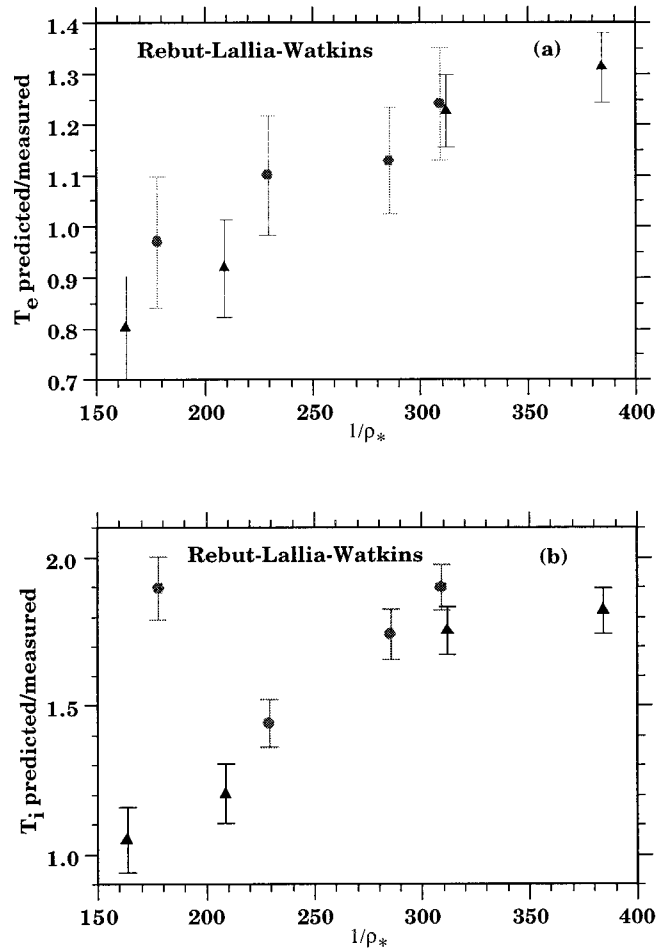 1.4
Rebut-Lallia-Watkins
(a)
1.3
1.2
1.1
1.0
0.9
0.8
0.7
T_e predicted/measured
150
200
250
300
350
400
1/ρ*
Rebut-Lallia-Watkins
(b)
2.0
1.5
1.0
T_i predicted/measured
150
200
250
300
350
400
1/ρ*